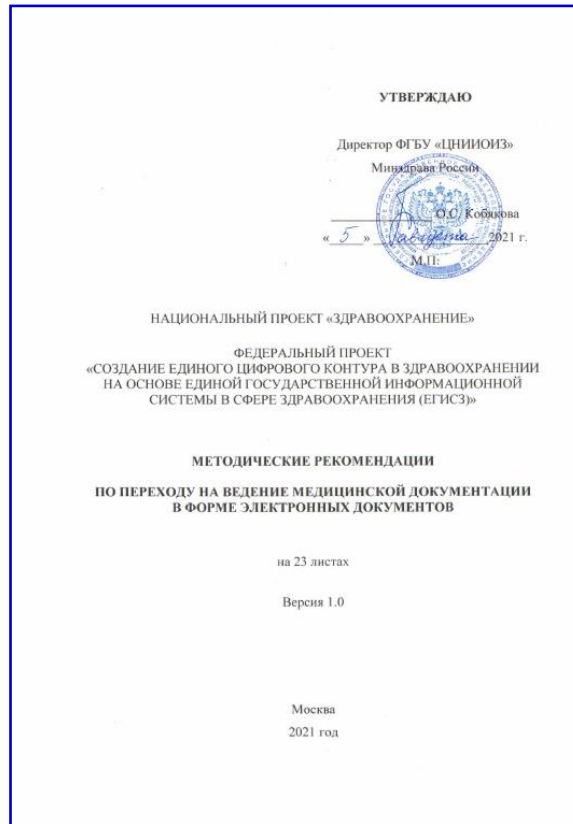 УТВЕРЖДАЮ
Директор ФГБУ «ЦНИИОИЗ»
Минздрава России
О.С. Кобякова
« 5 » августа 2021 г.
М.П.
НАЦИОНАЛЬНЫЙ ПРОЕКТ «ЗДРАВООХРАНЕНИЕ»
ФЕДЕРАЛЬНЫЙ ПРОЕКТ
«СОЗДАНИЕ ЕДИНОГО ЦИФРОВОГО КОНТУРА В ЗДРАВООХРАНЕНИИ
НА ОСНОВЕ ЕДИНОЙ ГОСУДАРСТВЕННОЙ ИНФОРМАЦИОННОЙ
СИСТЕМЫ В СФЕРЕ ЗДРАВООХРАНЕНИЯ (ЕГИСЗ)»
МЕТОДИЧЕСКИЕ РЕКОМЕНДАЦИИ
ПО ПЕРЕХОДУ НА ВЕДЕНИЕ МЕДИЦИНСКОЙ ДОКУМЕНТАЦИИ
В ФОРМЕ ЭЛЕКТРОННЫХ ДОКУМЕНТОВ
на 23 листах
Версия 1.0
Москва
2021 год